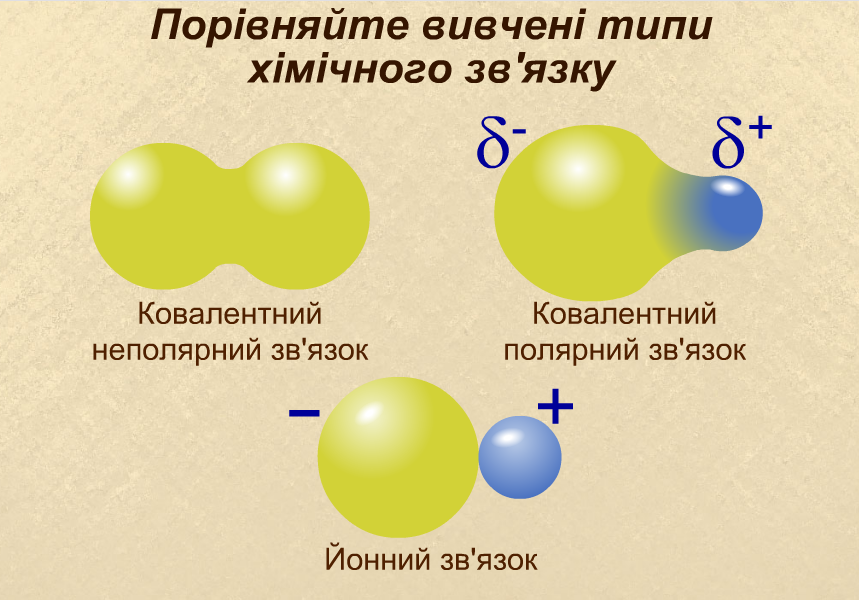 Порівняйте вивчені типи
хімічного зв'язку
δ- δ+
Ковалентний
неполярний зв'язок
Ковалентний
полярний зв'язок
– +
Йонний зв'язок